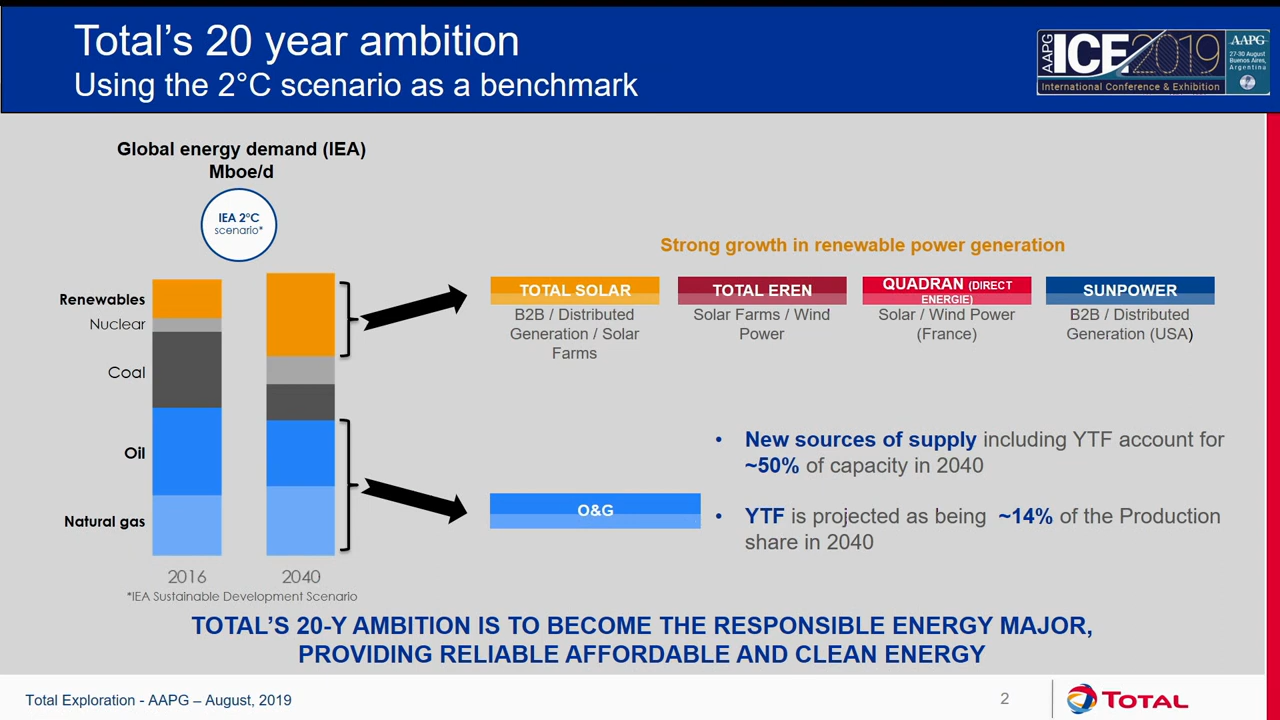 Total's 20 year ambition
Using the 2°C scenario as a benchmark
AAPG
ICE 2019
International Conference & Exhibition
AAPG
27-30 August
Buenos Aires,
Argentina
Global energy demand (IEA)
Mboe/d
IEA 2°C
scenario*
Renewables
Nuclear
Coal
Oil
Natural gas
2016
2040
*IEA Sustainable Development Scenario
Strong growth in renewable power generation
TOTAL SOLAR
B2B / Distributed
Generation / Solar
Farms
TOTAL EREN
Solar Farms / Wind
Power
QUADRAN (DIRECT
ENERGIE)
Solar / Wind Power
(France)
SUNPOWER
B2B / Distributed
Generation (USA)
O&G
• New sources of supply including YTF account for
~50% of capacity in 2040
• YTF is projected as being ~14% of the Production
share in 2040
TOTAL'S 20-Y AMBITION IS TO BECOME THE RESPONSIBLE ENERGY MAJOR,
PROVIDING RELIABLE AFFORDABLE AND CLEAN ENERGY
Total Exploration - AAPG – August, 2019
2
TOTAL